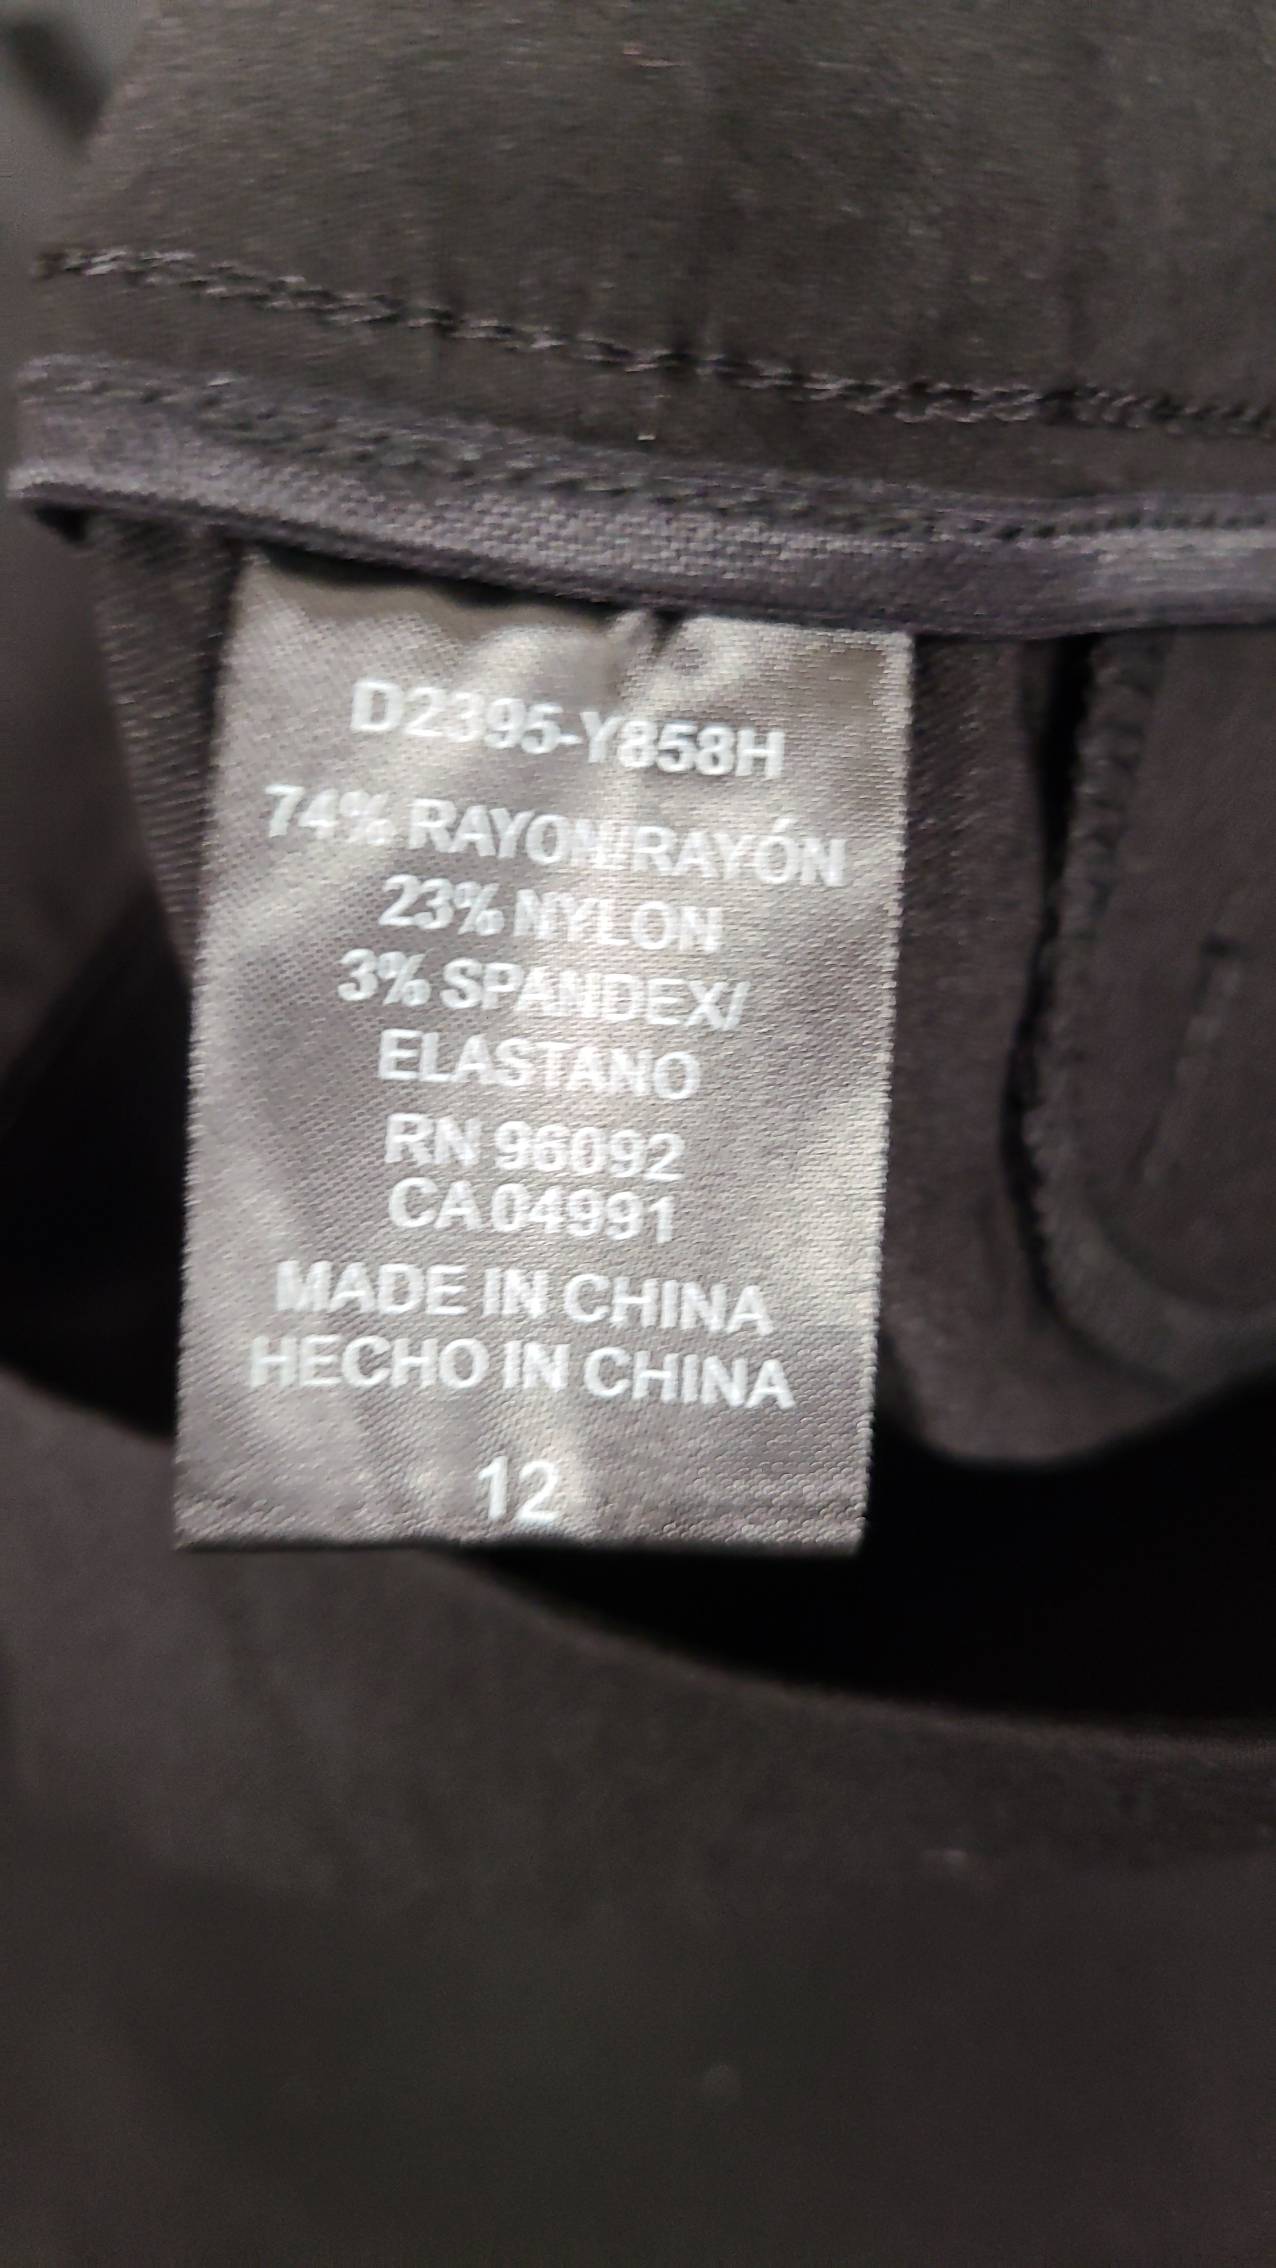 D2395-Y858H
74% RAYON/RAYÓN
23% NYLON
3% SPANDEX/
ELASTANO
RN 96092
CA 04991
MADE IN CHINA
HECHO IN CHINA
12